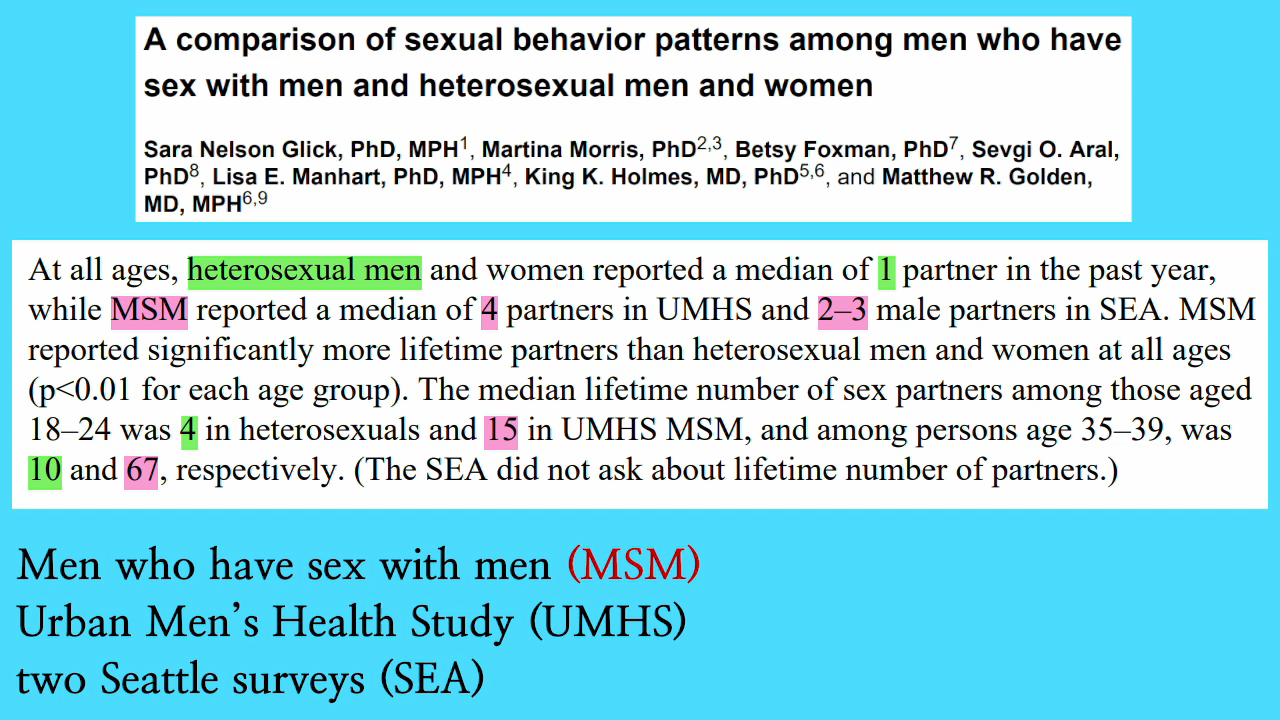 A comparison of sexual behavior patterns among men who have
sex with men and heterosexual men and women
Sara Nelson Glick, PhD, MPH1, Martina Morris, PhD2,3, Betsy Foxman, PhD7, Sevgi O. Aral,
PhD8, Lisa E. Manhart, PhD, MPH4, King K. Holmes, MD, PhD5,6, and Matthew R. Golden,
MD, MPH6,9
At all ages, heterosexual men and women reported a median of 1 partner in the past year,
while MSM reported a median of 4 partners in UMHS and 2–3 male partners in SEA. MSM
reported significantly more lifetime partners than heterosexual men and women at all ages
(p<0.01 for each age group). The median lifetime number of sex partners among those aged
18–24 was 4 in heterosexuals and 15 in UMHS MSM, and among persons age 35–39, was
10 and 67, respectively. (The SEA did not ask about lifetime number of partners.)
Men who have sex with men (MSM)
Urban Men’s Health Study (UMHS)
two Seattle surveys (SEA)